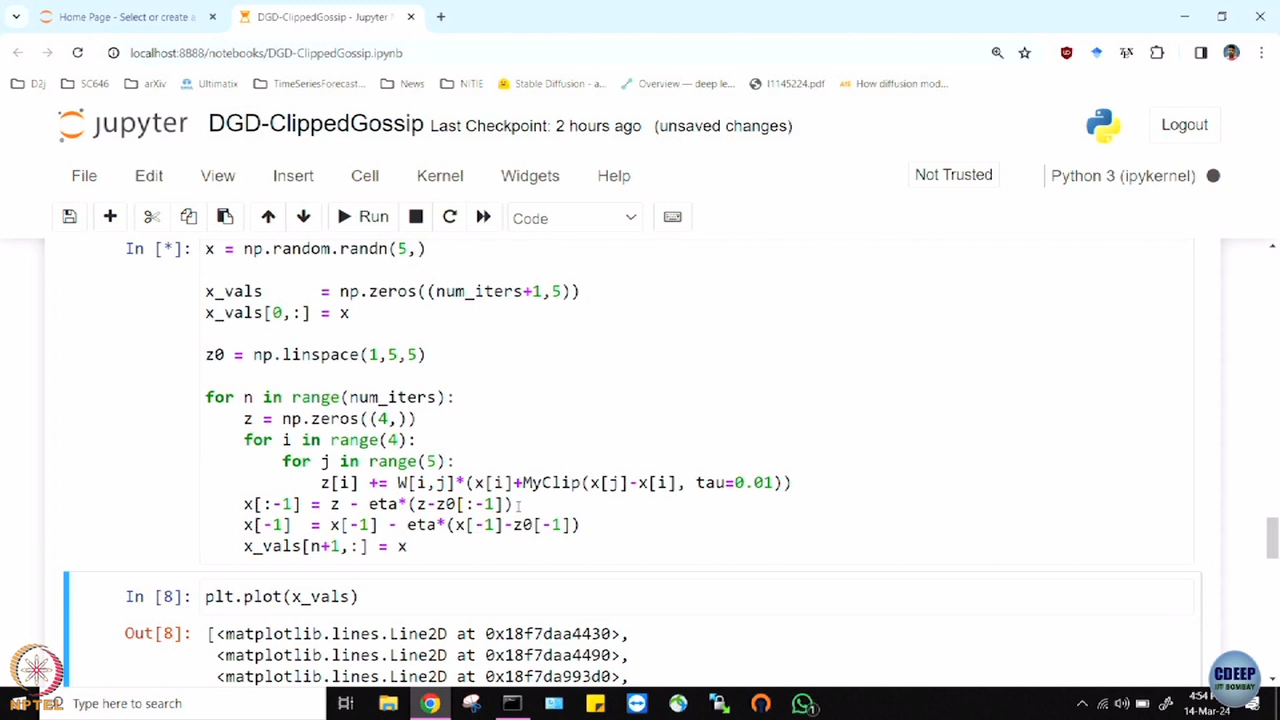 Home Page - Select or create a
DGD-ClippedGossip - Jupyter
localhost:8888/notebooks/DGD-ClippedGossip.ipynb
D2j
SC646
arXiv
Ultimatix
TimeSeriesForecast...
News
NITIE
Stable Diffusion - a...
Overview — deep le...
I1145224.pdf
How diffusion mod...
jupyter DGD-ClippedGossip Last Checkpoint: 2 hours ago (unsaved changes)
Logout
File Edit View Insert Cell Kernel Widgets Help
Not Trusted
Python 3 (ipykernel)
Run
Code
In [*]: x = np.random.randn(5,)
x_vals = np.zeros((num_iters+1,5))
x_vals[0,:] = x
z0 = np.linspace(1,5,5)
for n in range(num_iters):
z = np.zeros((4,))
for i in range(4):
for j in range(5):
z[i] += W[i,j]*(x[i]+MyClip(x[j]-x[i], tau=0.01))
x[:-1] = z - eta*(z-z0[:-1])
x[-1] = x[-1] - eta*(x[-1]-z0[-1])
x_vals[n+1,:] = x
In [8]: plt.plot(x_vals)
Out[8]: [<matplotlib.lines.Line2D at 0x18f7daa4430>,
<matplotlib.lines.Line2D at 0x18f7daa4490>,
<matplotlib.lines.Line2D at 0x18f7da993d0>,
NPTEL
CDEEP
IIT BOMBAY
Type here to search
4:54
14-Mar-24